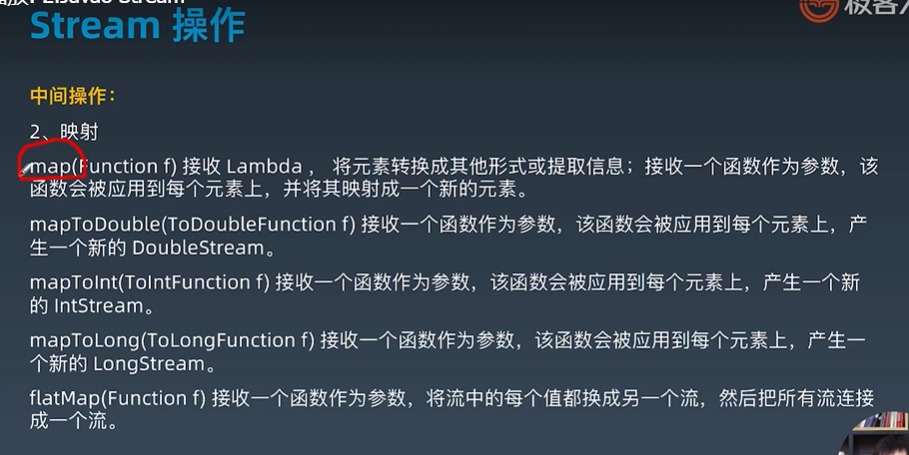 Stream 操作
极客
中间操作：
2、映射
map(Function f) 接收 Lambda ， 将元素转换成其他形式或提取信息；接收一个函数作为参数，该
函数会被应用到每个元素上，并将其映射成一个新的元素。
mapToDouble(ToDoubleFunction f) 接收一个函数作为参数，该函数会被应用到每个元素上，产
生一个新的 DoubleStream。
mapToInt(ToIntFunction f) 接收一个函数作为参数，该函数会被应用到每个元素上，产生一个新
的 IntStream。
mapToLong(ToLongFunction f) 接收一个函数作为参数，该函数会被应用到每个元素上，产生一
个新的 LongStream。
flatMap(Function f) 接收一个函数作为参数，将流中的每个值都换成另一个流，然后把所有流连接
成一个流。